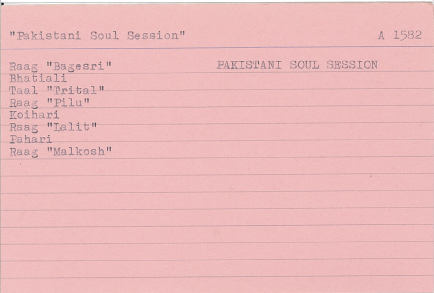 "Pakistani Soul Session" A 1582
Raag "Bagesri" PAKISTANI SOUL SESSION
Bhatiali
Taal "Trital"
Raag "Pilu"
Koihari
Raag "Lalit"
Pahari
Raag "Malkosh"